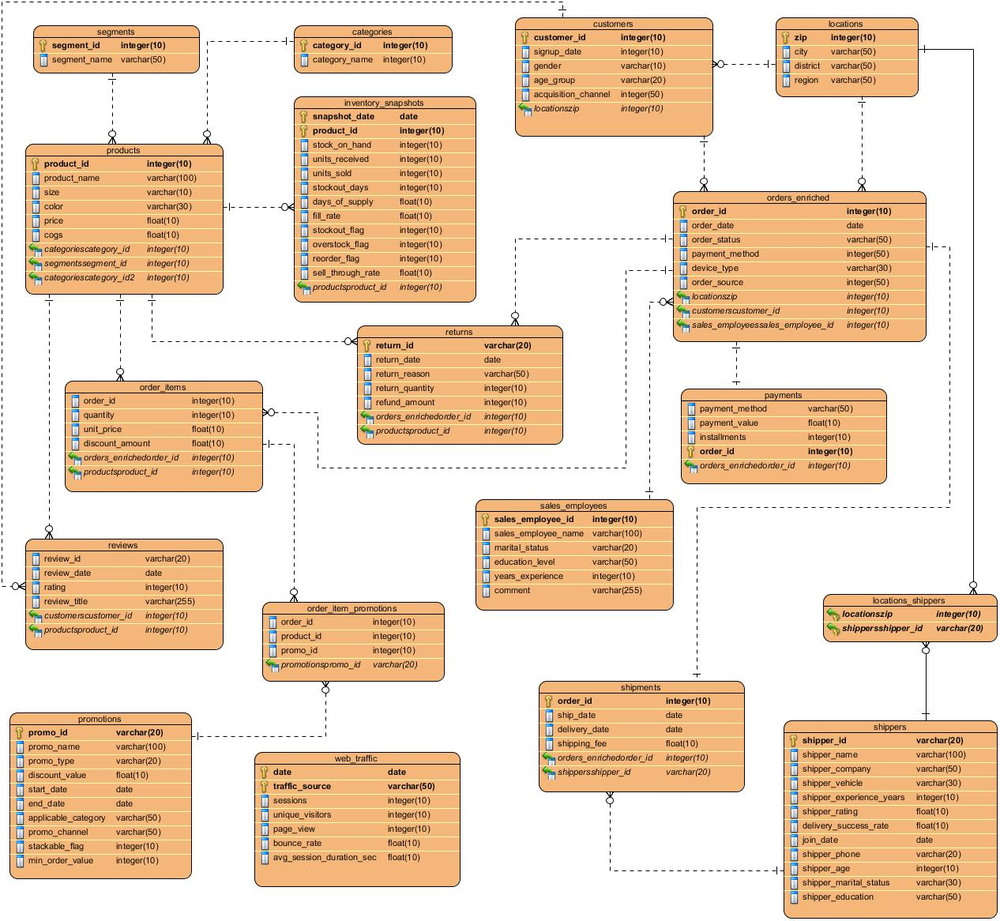 segments
segment_id integer(10)
segment_name varchar(50)
categories
category_id integer(10)
category_name integer(10)
customers
customer_id integer(10)
signup_date integer(10)
gender varchar(10)
age_group varchar(20)
acquisition_channel integer(50)
locationszip integer(10)
locations
zip integer(10)
city varchar(50)
district varchar(50)
region varchar(50)
inventory_snapshots
snapshot_date date
product_id integer(10)
stock_on_hand integer(10)
units_received integer(10)
units_sold integer(10)
stockout_days integer(10)
days_of_supply float(10)
fill_rate float(10)
stockout_flag integer(10)
overstock_flag integer(10)
reorder_flag integer(10)
sell_through_rate float(10)
productsproduct_id integer(10)
products
product_id integer(10)
product_name varchar(100)
size varchar(10)
color varchar(30)
price float(10)
cogs float(10)
categoriescategory_id integer(10)
segmentssegment_id integer(10)
categoriescategory_id2 integer(10)
orders_enriched
order_id integer(10)
order_date date
order_status varchar(50)
payment_method integer(50)
device_type varchar(30)
order_source integer(50)
locationszip integer(10)
customerscustomer_id integer(10)
sales_employeessales_employee_id integer(10)
returns
return_id varchar(20)
return_date date
return_reason varchar(50)
return_quantity integer(10)
refund_amount integer(10)
orders_enrichedorder_id integer(10)
productsproduct_id integer(10)
order_items
order_id integer(10)
quantity integer(10)
unit_price float(10)
discount_amount float(10)
orders_enrichedorder_id integer(10)
productsproduct_id integer(10)
payments
payment_method varchar(50)
payment_value float(10)
installments integer(10)
order_id integer(10)
orders_enrichedorder_id integer(10)
sales_employees
sales_employee_id integer(10)
sales_employee_name varchar(100)
marital_status varchar(20)
education_level varchar(50)
years_experience integer(10)
comment varchar(255)
reviews
review_id varchar(20)
review_date date
rating integer(10)
review_title varchar(255)
customerscustomer_id integer(10)
productsproduct_id integer(10)
order_item_promotions
order_id integer(10)
product_id integer(10)
promo_id integer(10)
promotionspromo_id varchar(20)
locations_shippers
locationszip integer(10)
shippersshipper_id varchar(20)
shipments
order_id integer(10)
ship_date date
delivery_date date
shipping_fee float(10)
orders_enrichedorder_id integer(10)
shippersshipper_id varchar(20)
promotions
promo_id varchar(20)
promo_name varchar(100)
promo_type varchar(20)
discount_value float(10)
start_date date
end_date date
applicable_category varchar(50)
promo_channel varchar(50)
stackable_flag integer(10)
min_order_value integer(10)
web_traffic
date date
traffic_source varchar(50)
sessions integer(10)
unique_visitors integer(10)
page_view integer(10)
bounce_rate float(10)
avg_session_duration_sec float(10)
shippers
shipper_id varchar(20)
shipper_name varchar(100)
shipper_company varchar(50)
shipper_vehicle varchar(30)
shipper_experience_years integer(10)
shipper_rating float(10)
delivery_success_rate float(10)
join_date date
shipper_phone varchar(20)
shipper_age integer(10)
shipper_marital_status varchar(30)
shipper_education varchar(50)